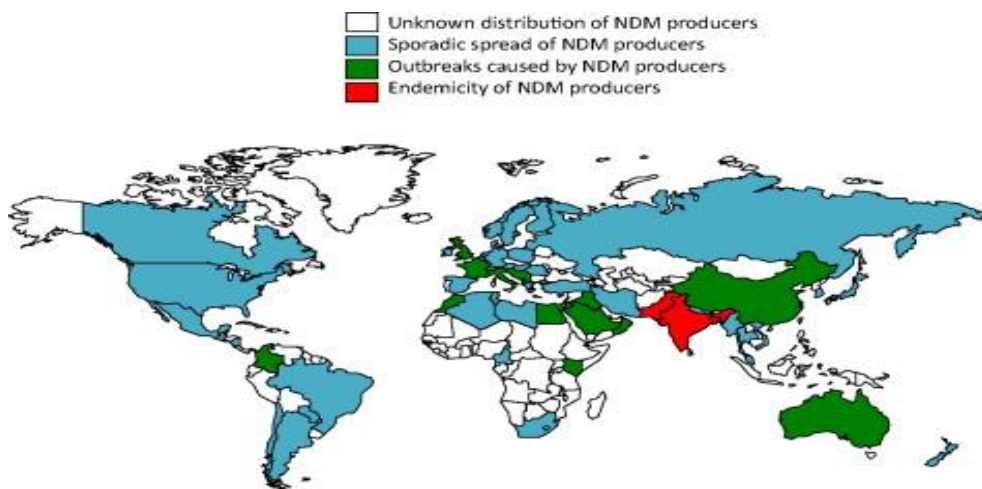 Unknown distribution of NDM producers
Sporadic spread of NDM producers
Outbreaks caused by NDM producers
Endemicity of NDM producers